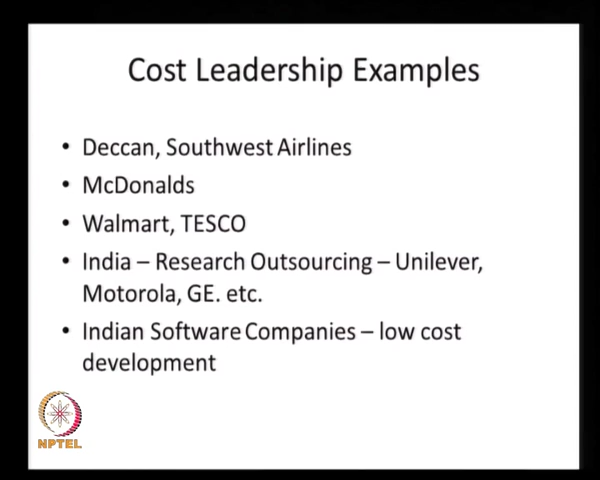 Cost Leadership Examples
• Deccan, Southwest Airlines
• McDonalds
• Walmart, TESCO
• India – Research Outsourcing – Unilever,
Motorola, GE. etc.
• Indian Software Companies – low cost
development
NPTEL